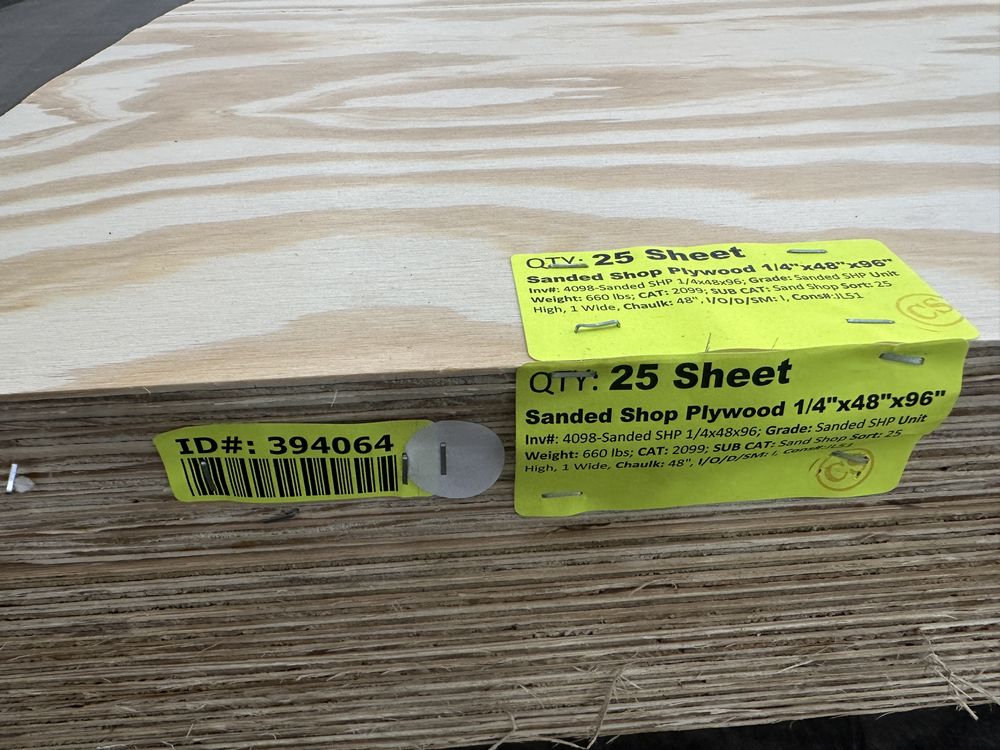 QTY: 25 Sheet
Sanded Shop Plywood 1/4"x48"x96"
Inv#: 4098-Sanded SHP 1/4x48x96; Grade: Sanded SHP Unit
Weight: 660 lbs; CAT: 2099; SUB CAT: Sand Shop Sort: 25
High, 1 Wide, Chaulk: 48", I/O/D/SM: I, Cons#:IL51
CS
QTY: 25 Sheet
Sanded Shop Plywood 1/4"x48"x96"
Inv#: 4098-Sanded SHP 1/4x48x96; Grade: Sanded SHP Unit
Weight: 660 lbs; CAT: 2099; SUB CAT: Sand Shop Sort: 25
High, 1 Wide, Chaulk: 48", I/O/D/SM: I, Cons#:IL51
CS
ID#: 394064